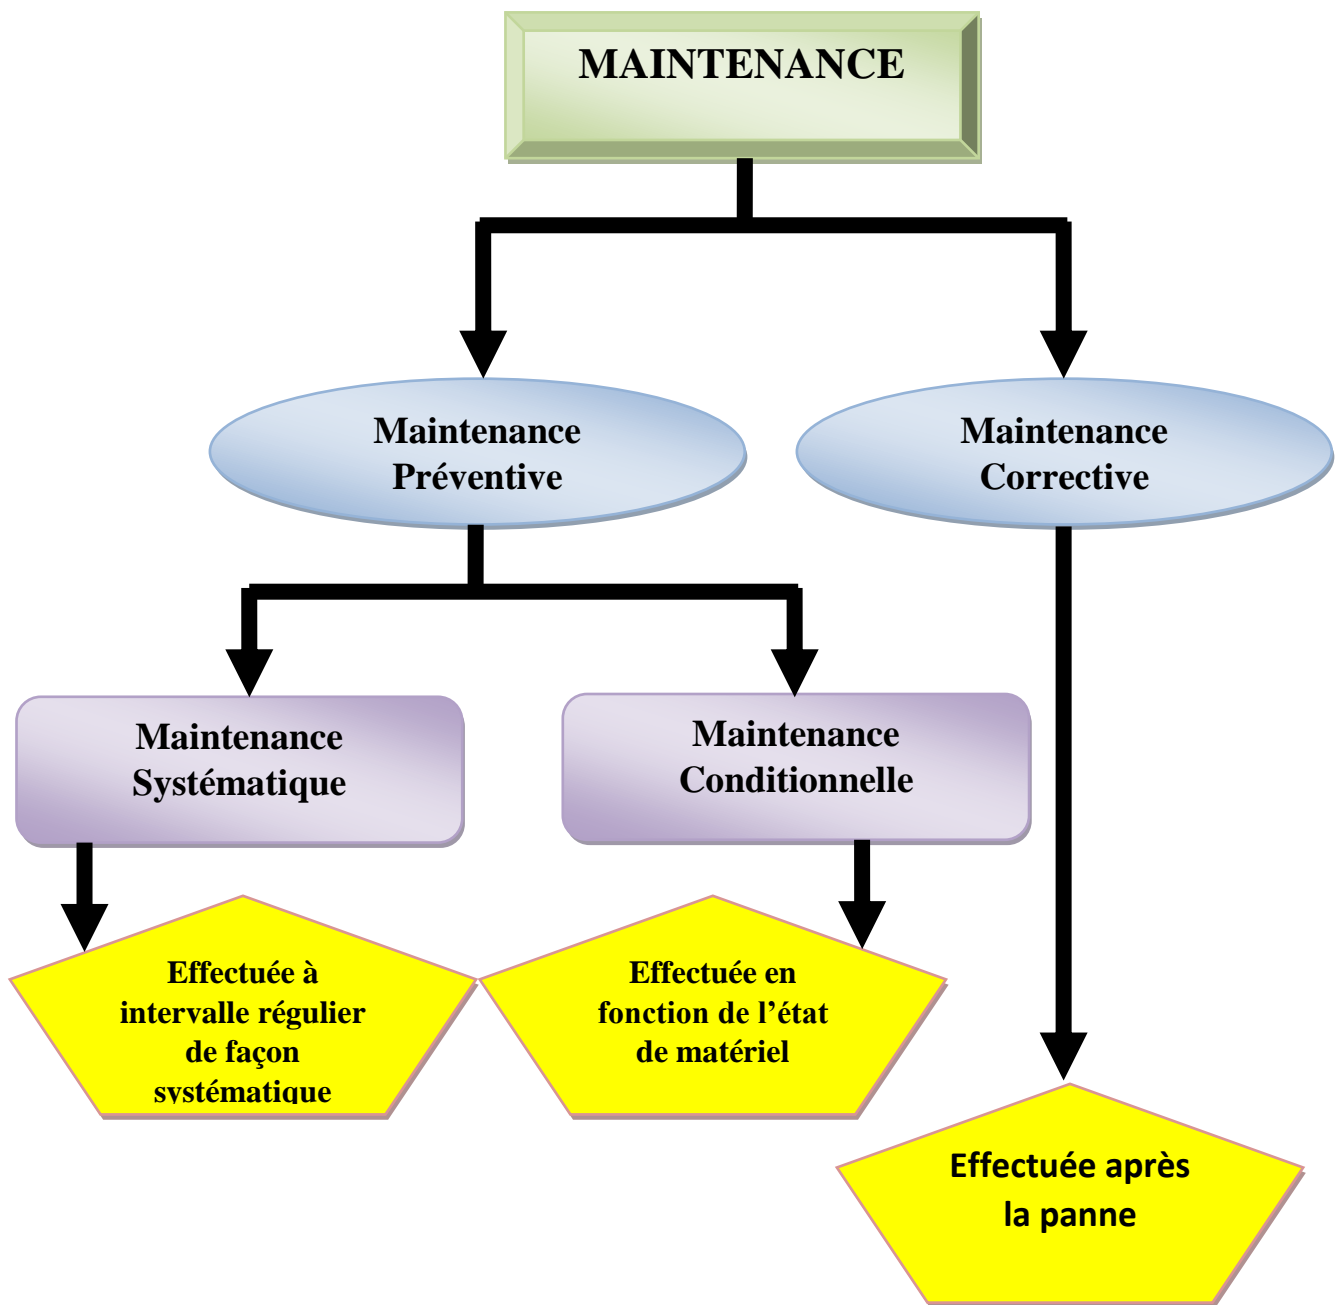 MAINTENANCE
Maintenance
Préventive
Maintenance
Corrective
Maintenance
Systématique
Maintenance
Conditionnelle
Effectuée à
intervalle régulier
de façon
systématique
Effectuée en
fonction de l’état
de matériel
Effectuée après
la panne